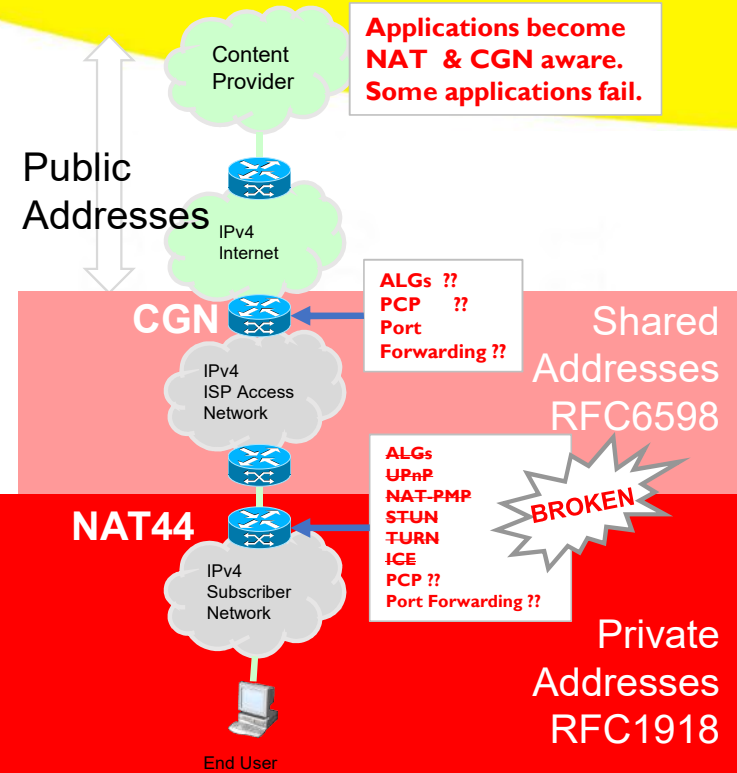 Applications become
NAT & CGN aware.
Some applications fail.
Content
Provider
Public
Addresses
IPv4
Internet
CGN
ALGs ??
PCP ??
Port
Forwarding ??
Shared
Addresses
RFC6598
IPv4
ISP Access
Network
ALGs
UPnP
NAT-PMP
STUN
TURN
ICE
PCP ??
Port Forwarding ??
BROKEN
NAT44
IPv4
Subscriber
Network
Private
Addresses
RFC1918
End User